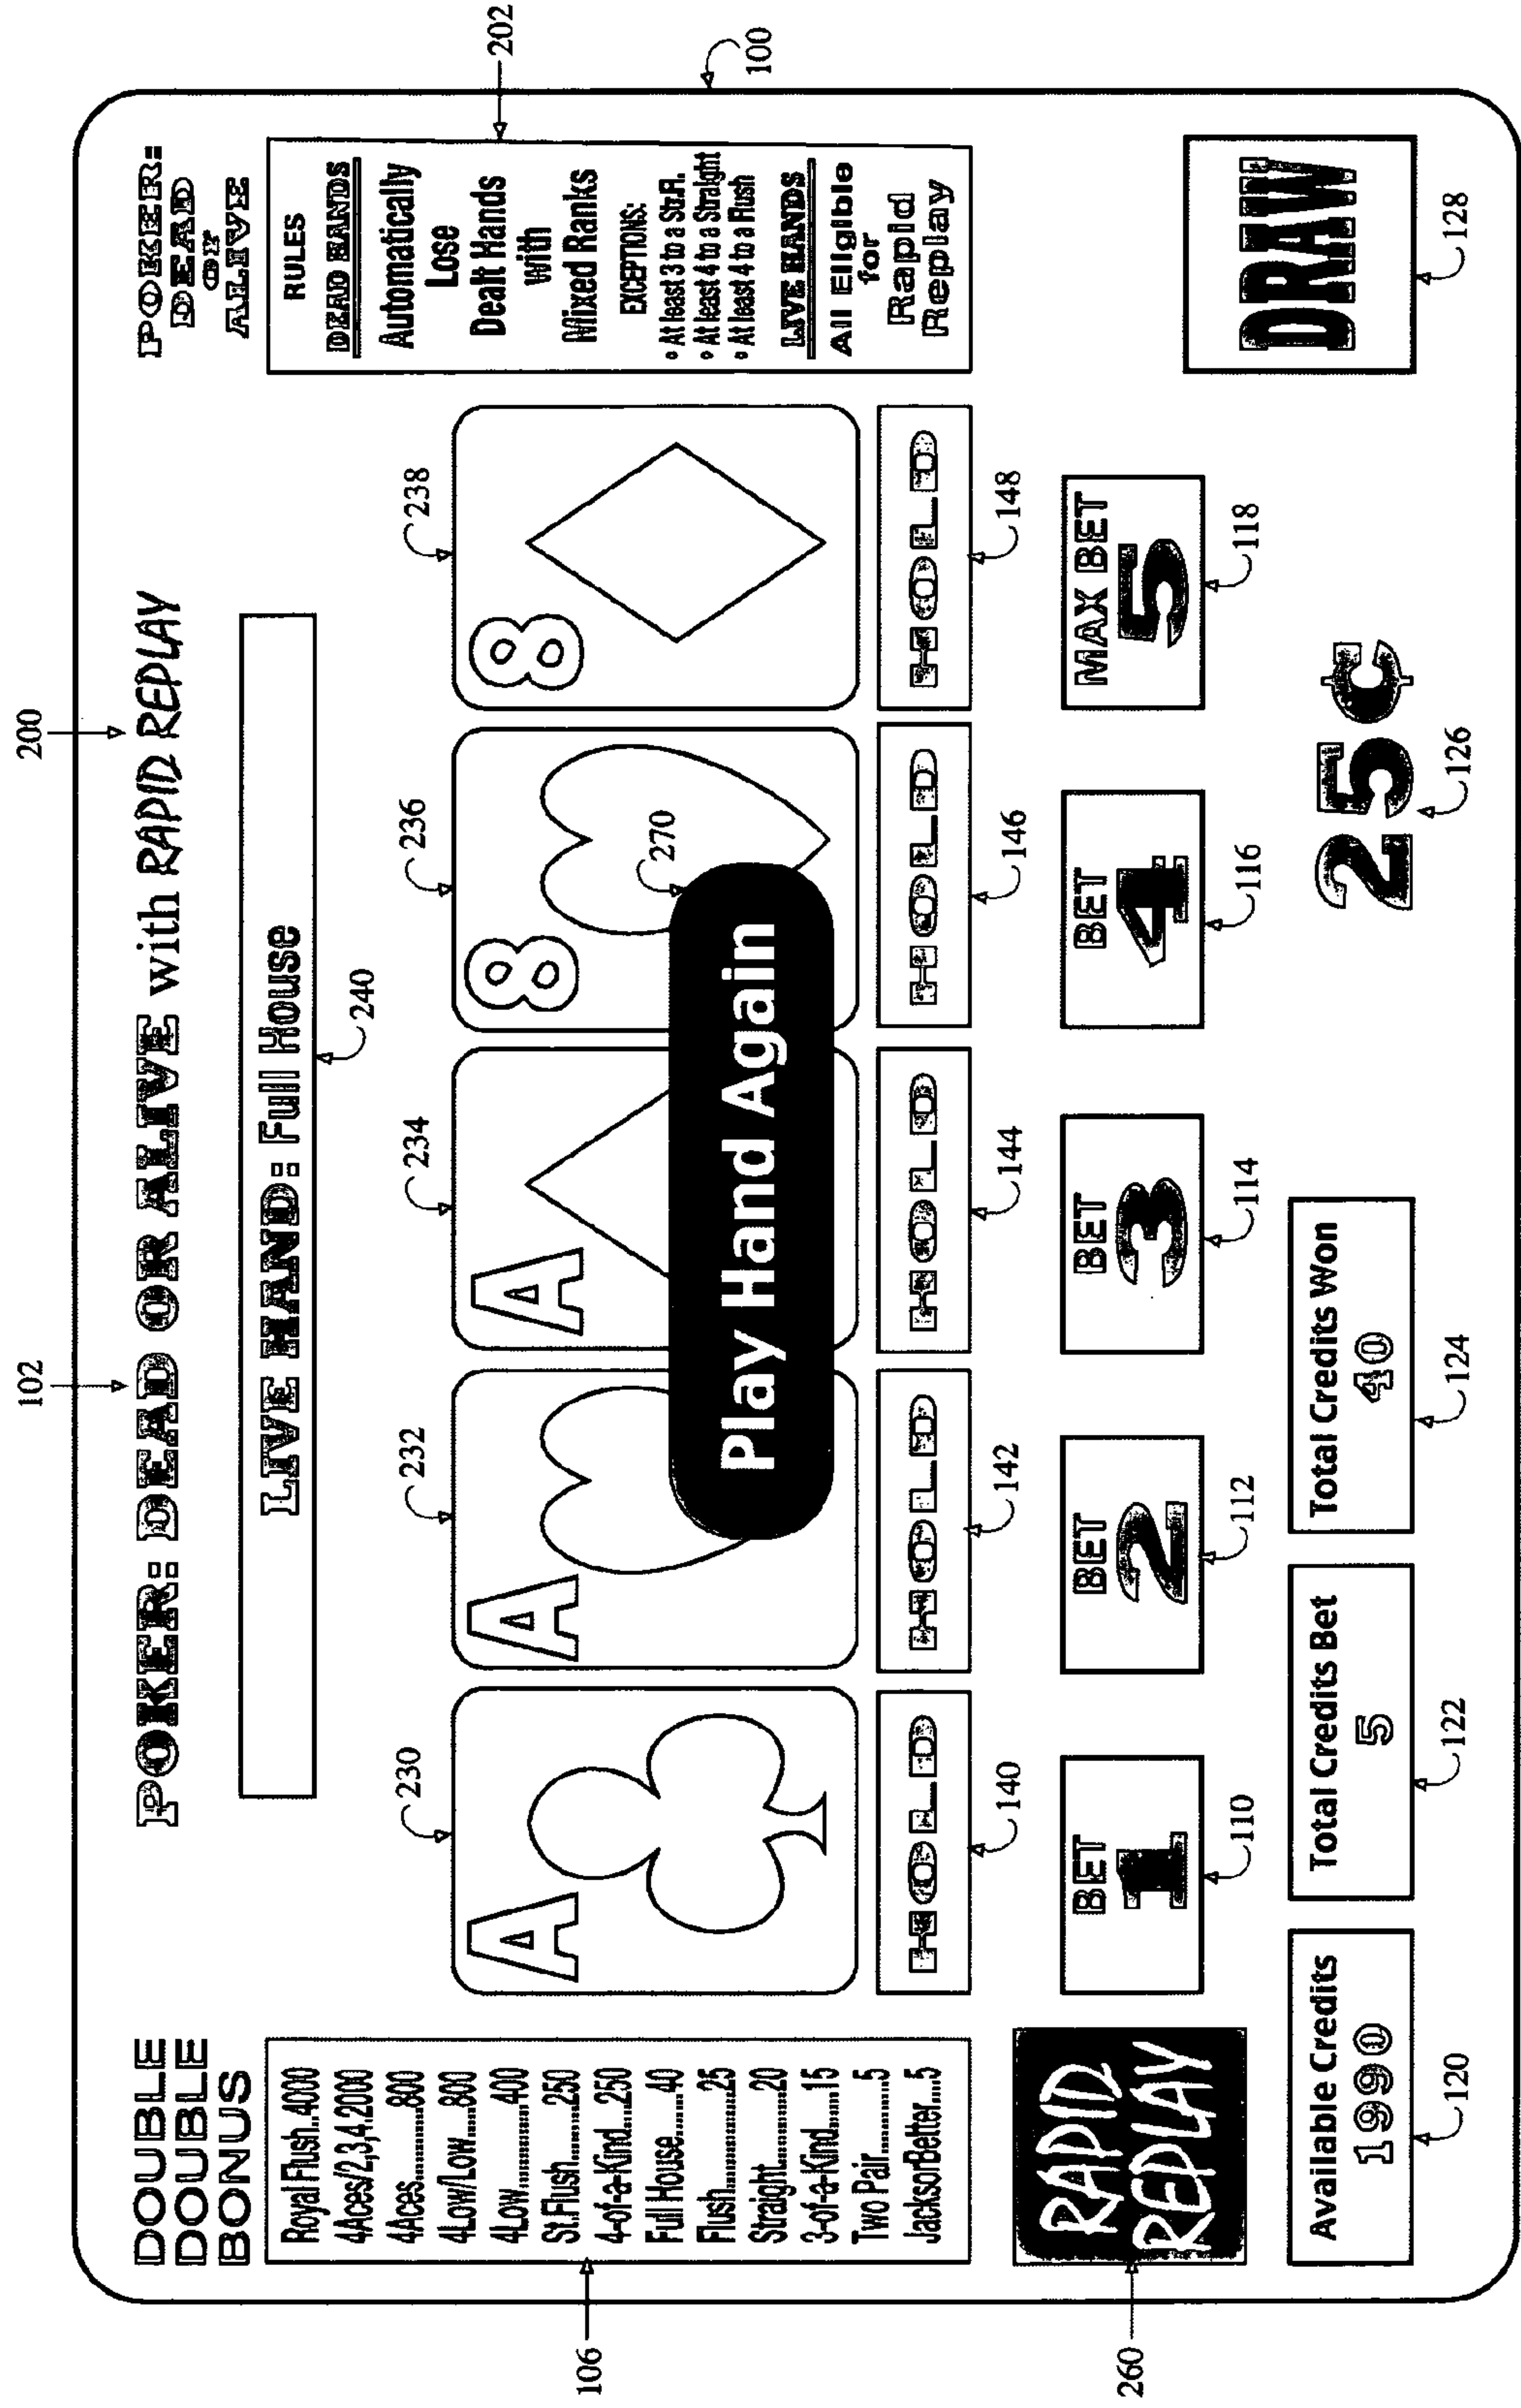 102
200
POKER: DEAD OR ALIVE with RAPID REPLAY
DOUBLE
DOUBLE
BONUS
LIVE HAND: Full House
240
POKER:
DEAD
or
ALIVE
106
Royal Flush..4000
4Aces/2,3,4.2000
4Aces............800
4Low/Low....800
4Low............400
St.Flush.......250
4-of-a-Kind...250
Full House.....40
Flush............25
Straight.........20
3-of-a-Kind...15
Two Pair.........5
JacksorBetter....5
230
232
234
236
238
A
A
A
8
8
270
Play Hand Again
RULES
DEAD HANDS
Automatically
Lose
Dealt Hands
with
Mixed Ranks
EXCEPTIONS:
° At least 3 to a Str.Fl.
° At least 4 to a Straight
° At least 4 to a Flush
LIVE HANDS
All Eligible
for
Rapid
Replay
202
100
HOLD
HOLD
HOLD
HOLD
HOLD
140
142
144
146
148
260
RAPID
REPLAY
BET
1
BET
2
BET
3
BET
4
MAX BET
5
110
112
114
116
118
Available Credits
1990
120
Total Credits Bet
5
122
Total Credits Won
40
124
25¢
126
DRAW
128